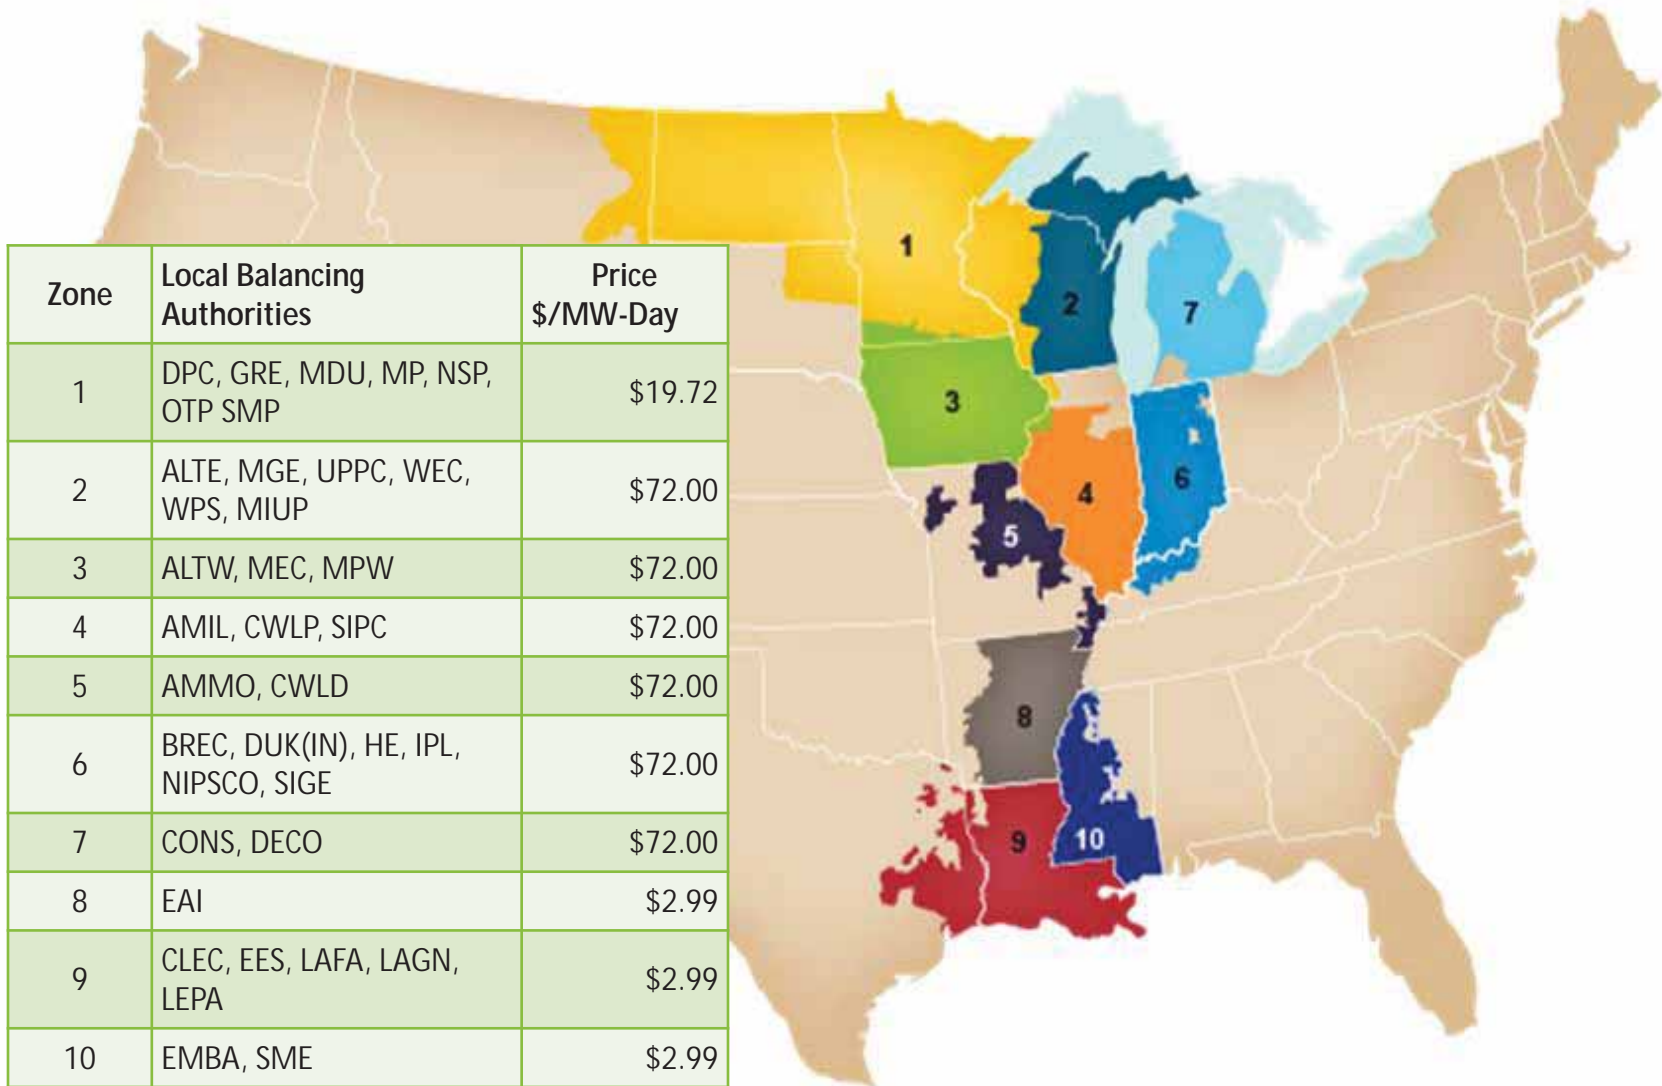 Zone
Local Balancing
Authorities
Price
$/MW-Day
1
DPC, GRE, MDU, MP, NSP,
OTP SMP
$19.72
2
ALTE, MGE, UPPC, WEC,
WPS, MIUP
$72.00
3
ALTW, MEC, MPW
$72.00
4
AMIL, CWLP, SIPC
$72.00
5
AMMO, CWLD
$72.00
6
BREC, DUK(IN), HE, IPL,
NIPSCO, SIGE
$72.00
7
CONS, DECO
$72.00
8
EAI
$2.99
9
CLEC, EES, LAFA, LAGN,
LEPA
$2.99
10
EMBA, SME
$2.99
1
2
7
3
6
4
5
8
9
10